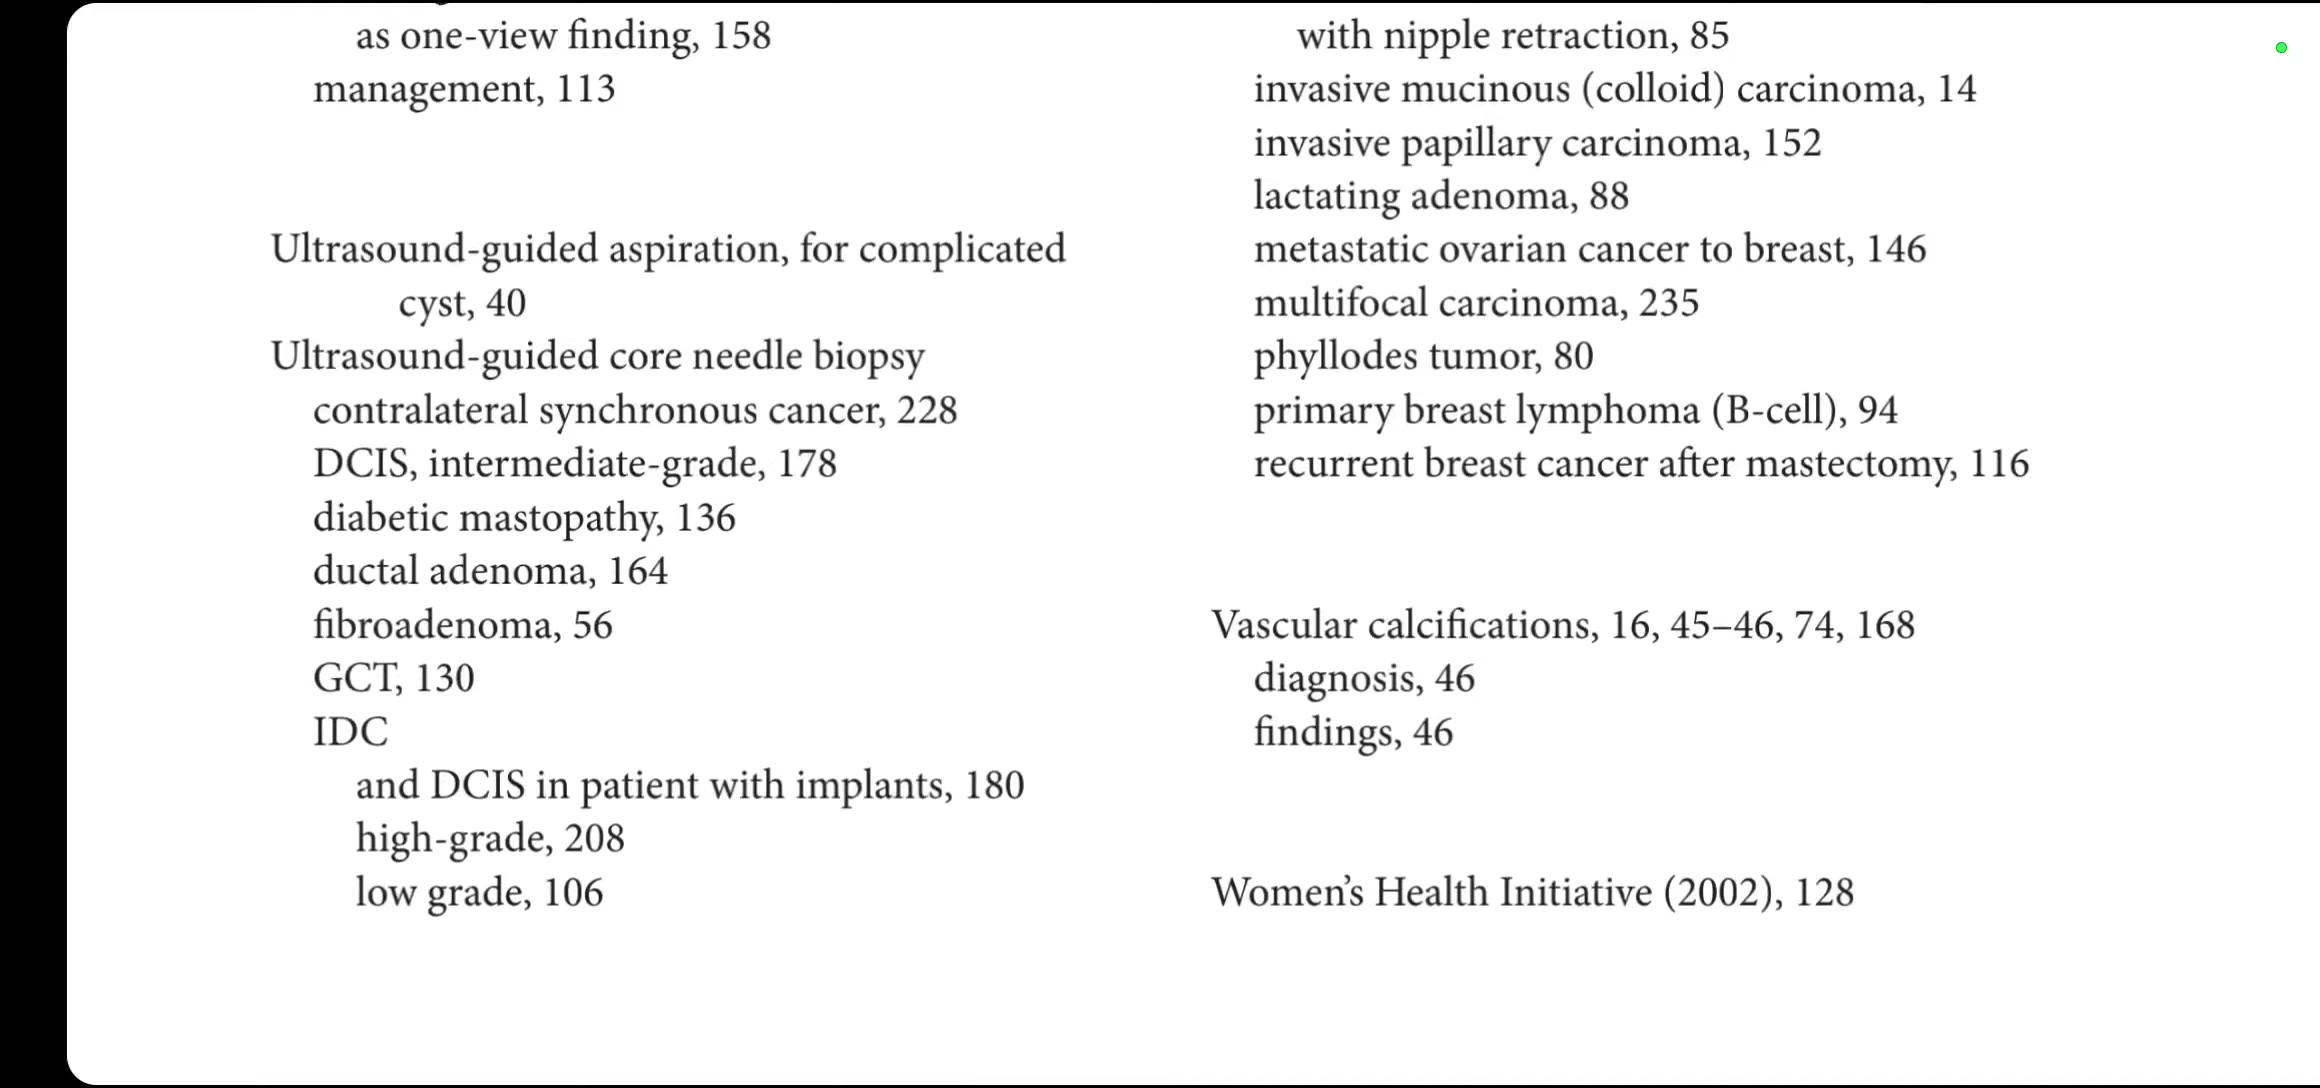 as one-view finding, 158
management, 113
Ultrasound-guided aspiration, for complicated
cyst, 40
Ultrasound-guided core needle biopsy
contralateral synchronous cancer, 228
DCIS, intermediate-grade, 178
diabetic mastopathy, 136
ductal adenoma, 164
fibroadenoma, 56
GCT, 130
IDC
and DCIS in patient with implants, 180
high-grade, 208
low grade, 106
with nipple retraction, 85
invasive mucinous (colloid) carcinoma, 14
invasive papillary carcinoma, 152
lactating adenoma, 88
metastatic ovarian cancer to breast, 146
multifocal carcinoma, 235
phyllodes tumor, 80
primary breast lymphoma (B-cell), 94
recurrent breast cancer after mastectomy, 116
Vascular calcifications, 16, 45–46, 74, 168
diagnosis, 46
findings, 46
Women’s Health Initiative (2002), 128